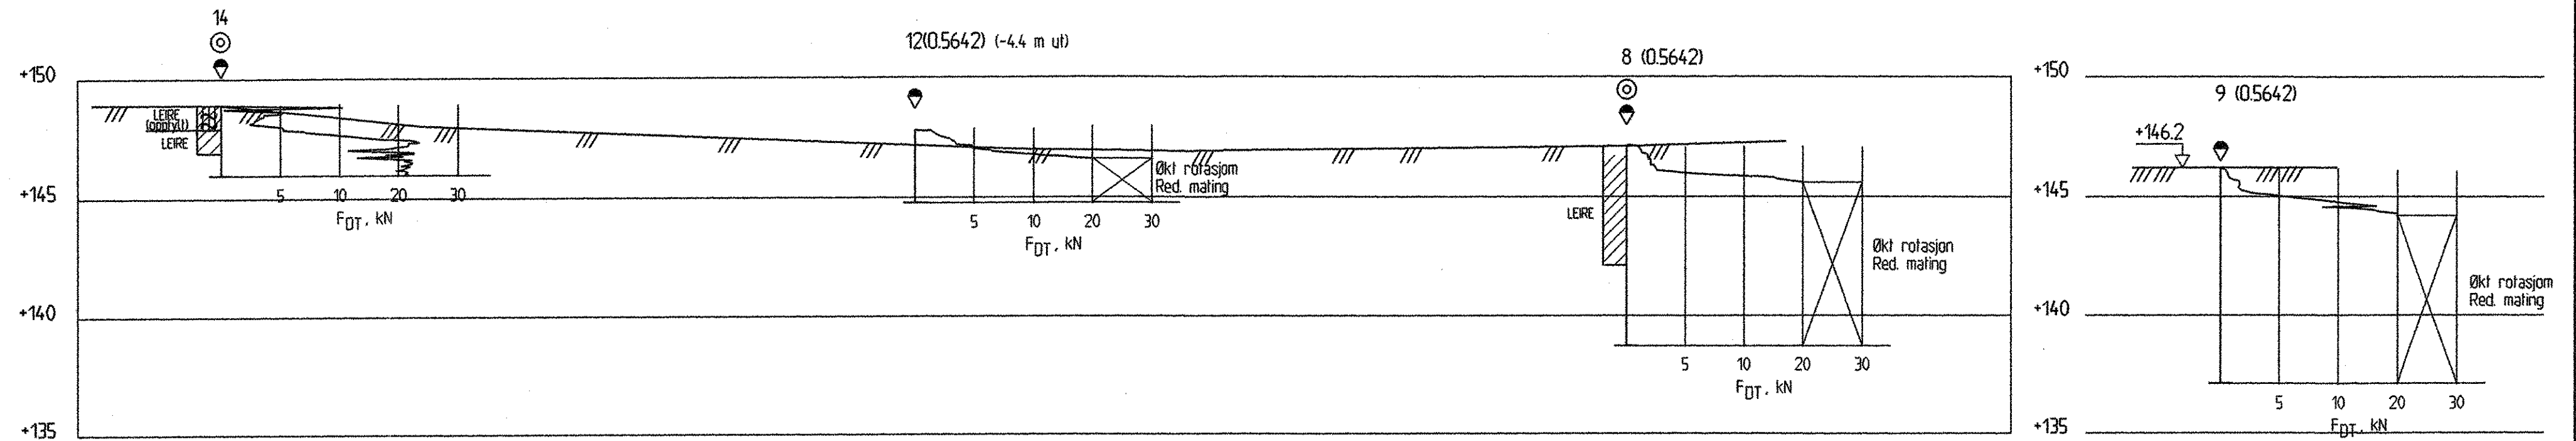 14
12(0.5642) (-4.4 m ut)
8 (0.5642)
9 (0.5642)
+150
+150
LEIRE
(oppfylt)
LEIRE
+146.2
Økt rotasjom
Red. mating
+145
+145
5 10 20 30
F_DT, kN
5 10 20 30
F_DT, kN
LEIRE
Økt rotasjon
Red. mating
Økt rotasjom
Red. mating
+140
+140
5 10 20 30
F_DT, kN
5 10 20 30
F_DT, kN
+135
+135